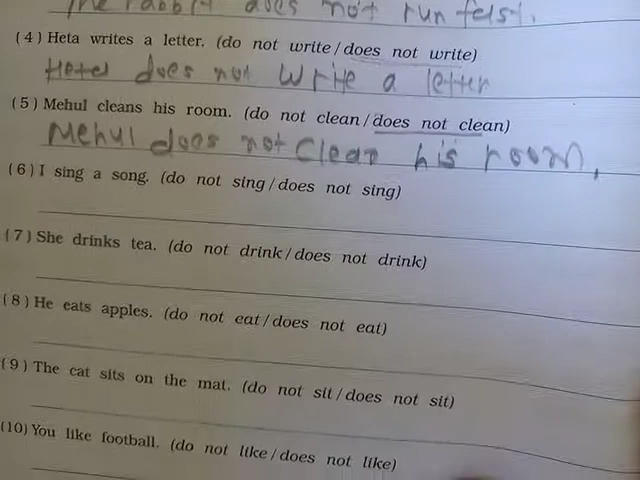 The rabbit does not run fast.
(4) Heta writes a letter. (do not write/does not write)
Heta does not write a letter
(5) Mehul cleans his room. (do not clean/does not clean)
Mehul does not clean his room.
(6) I sing a song. (do not sing/does not sing)
(7) She drinks tea. (do not drink/does not drink)
(8) He eats apples. (do not eat/does not eat)
(9) The cat sits on the mat. (do not sit/does not sit)
(10) You like football. (do not like/does not like)